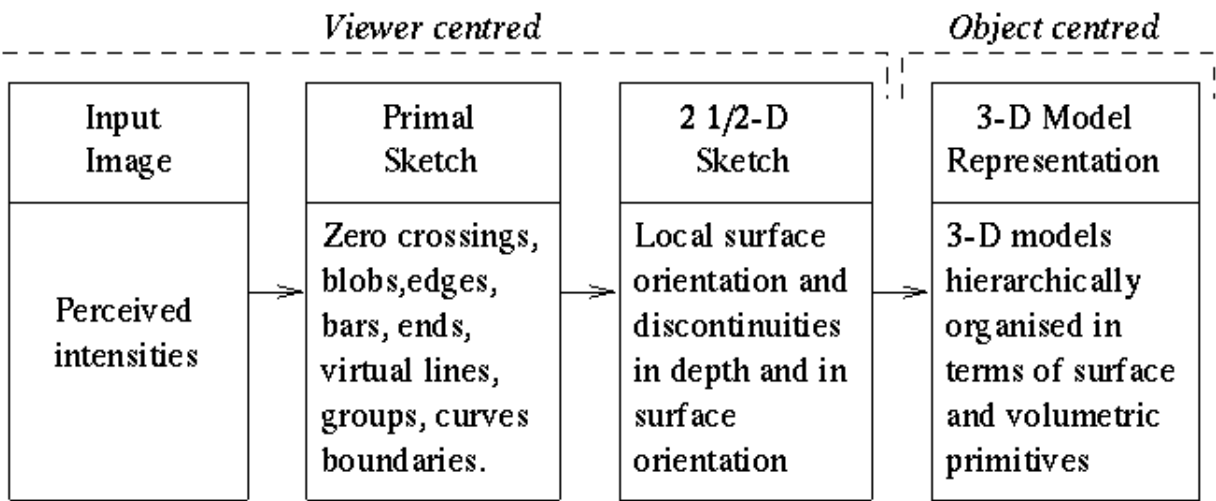 Viewer centred
Object centred
Input
Image
Perceived
intensities
Primal
Sketch
Zero crossings,
blobs,edges,
bars, ends,
virtual lines,
groups, curves
boundaries.
2 1/2-D
Sketch
Local surface
orientation and
discontinuities
in depth and in
surface
orientation
3-D Model
Representation
3-D models
hierarchically
organised in
terms of surface
and volumetric
primitives